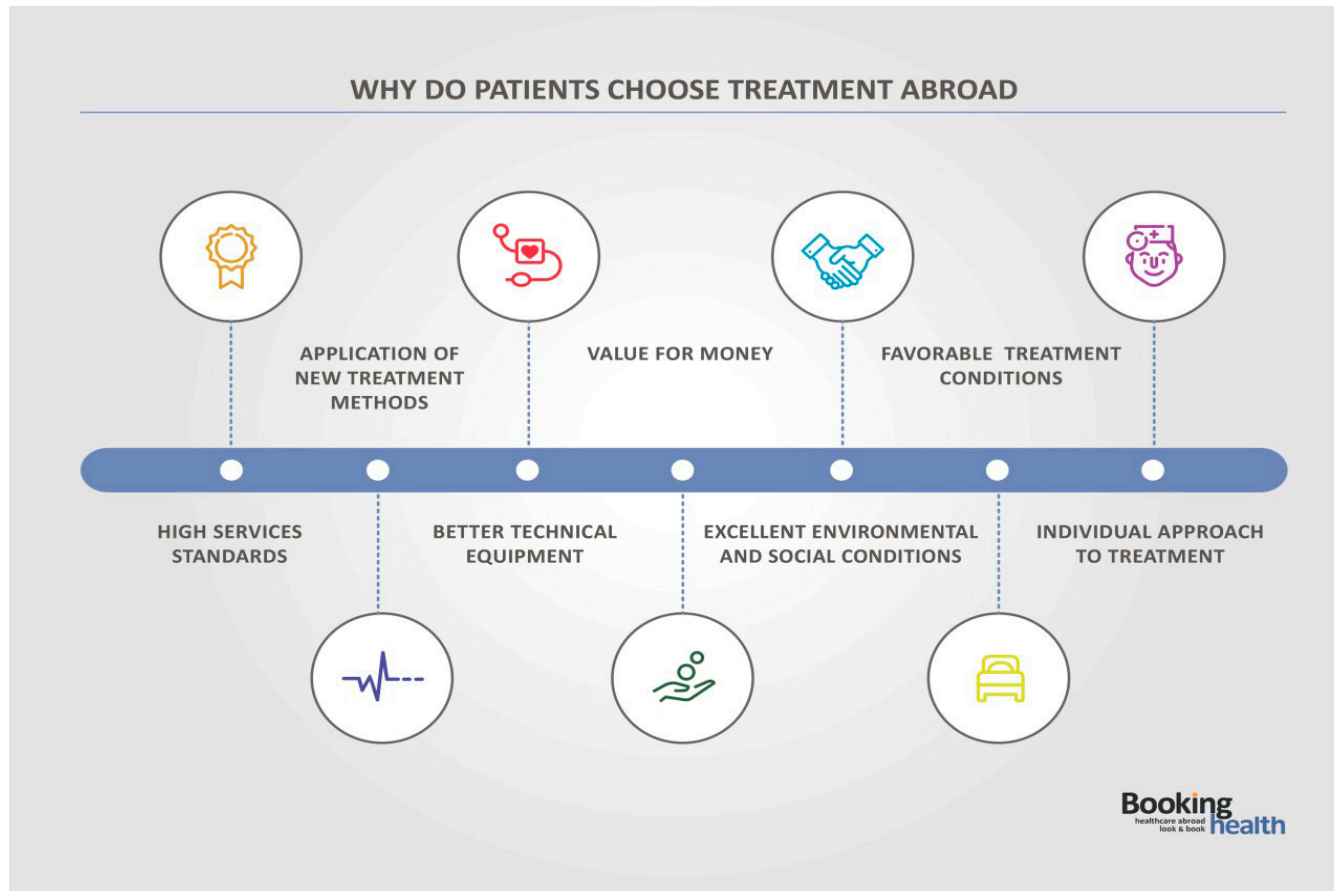 WHY DO PATIENTS CHOOSE TREATMENT ABROAD
APPLICATION OF
NEW TREATMENT
METHODS
VALUE FOR MONEY
FAVORABLE TREATMENT
CONDITIONS
HIGH SERVICES
STANDARDS
BETTER TECHNICAL
EQUIPMENT
EXCELLENT ENVIRONMENTAL
AND SOCIAL CONDITIONS
INDIVIDUAL APPROACH
TO TREATMENT
Booking
healthcare abroad
look & book
health